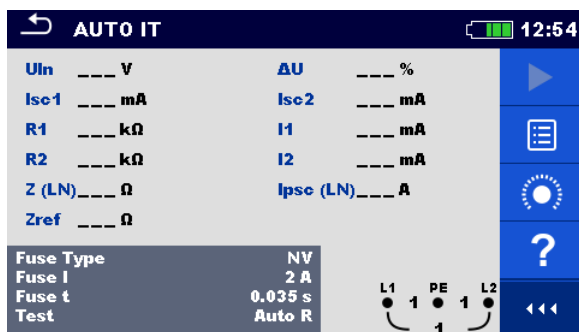 AUTO IT 12:54
Uln ___ V ΔU ___ %
Isc1 ___ mA Isc2 ___ mA
R1 ___ kΩ I1 ___ mA
R2 ___ kΩ I2 ___ mA
Z (LN)___ Ω Ipsc (LN)___ A
Zref ___ Ω
?
Fuse Type NV
Fuse I 2 A
Fuse t 0.035 s
Test Auto R
L1 PE L2
1 1
1